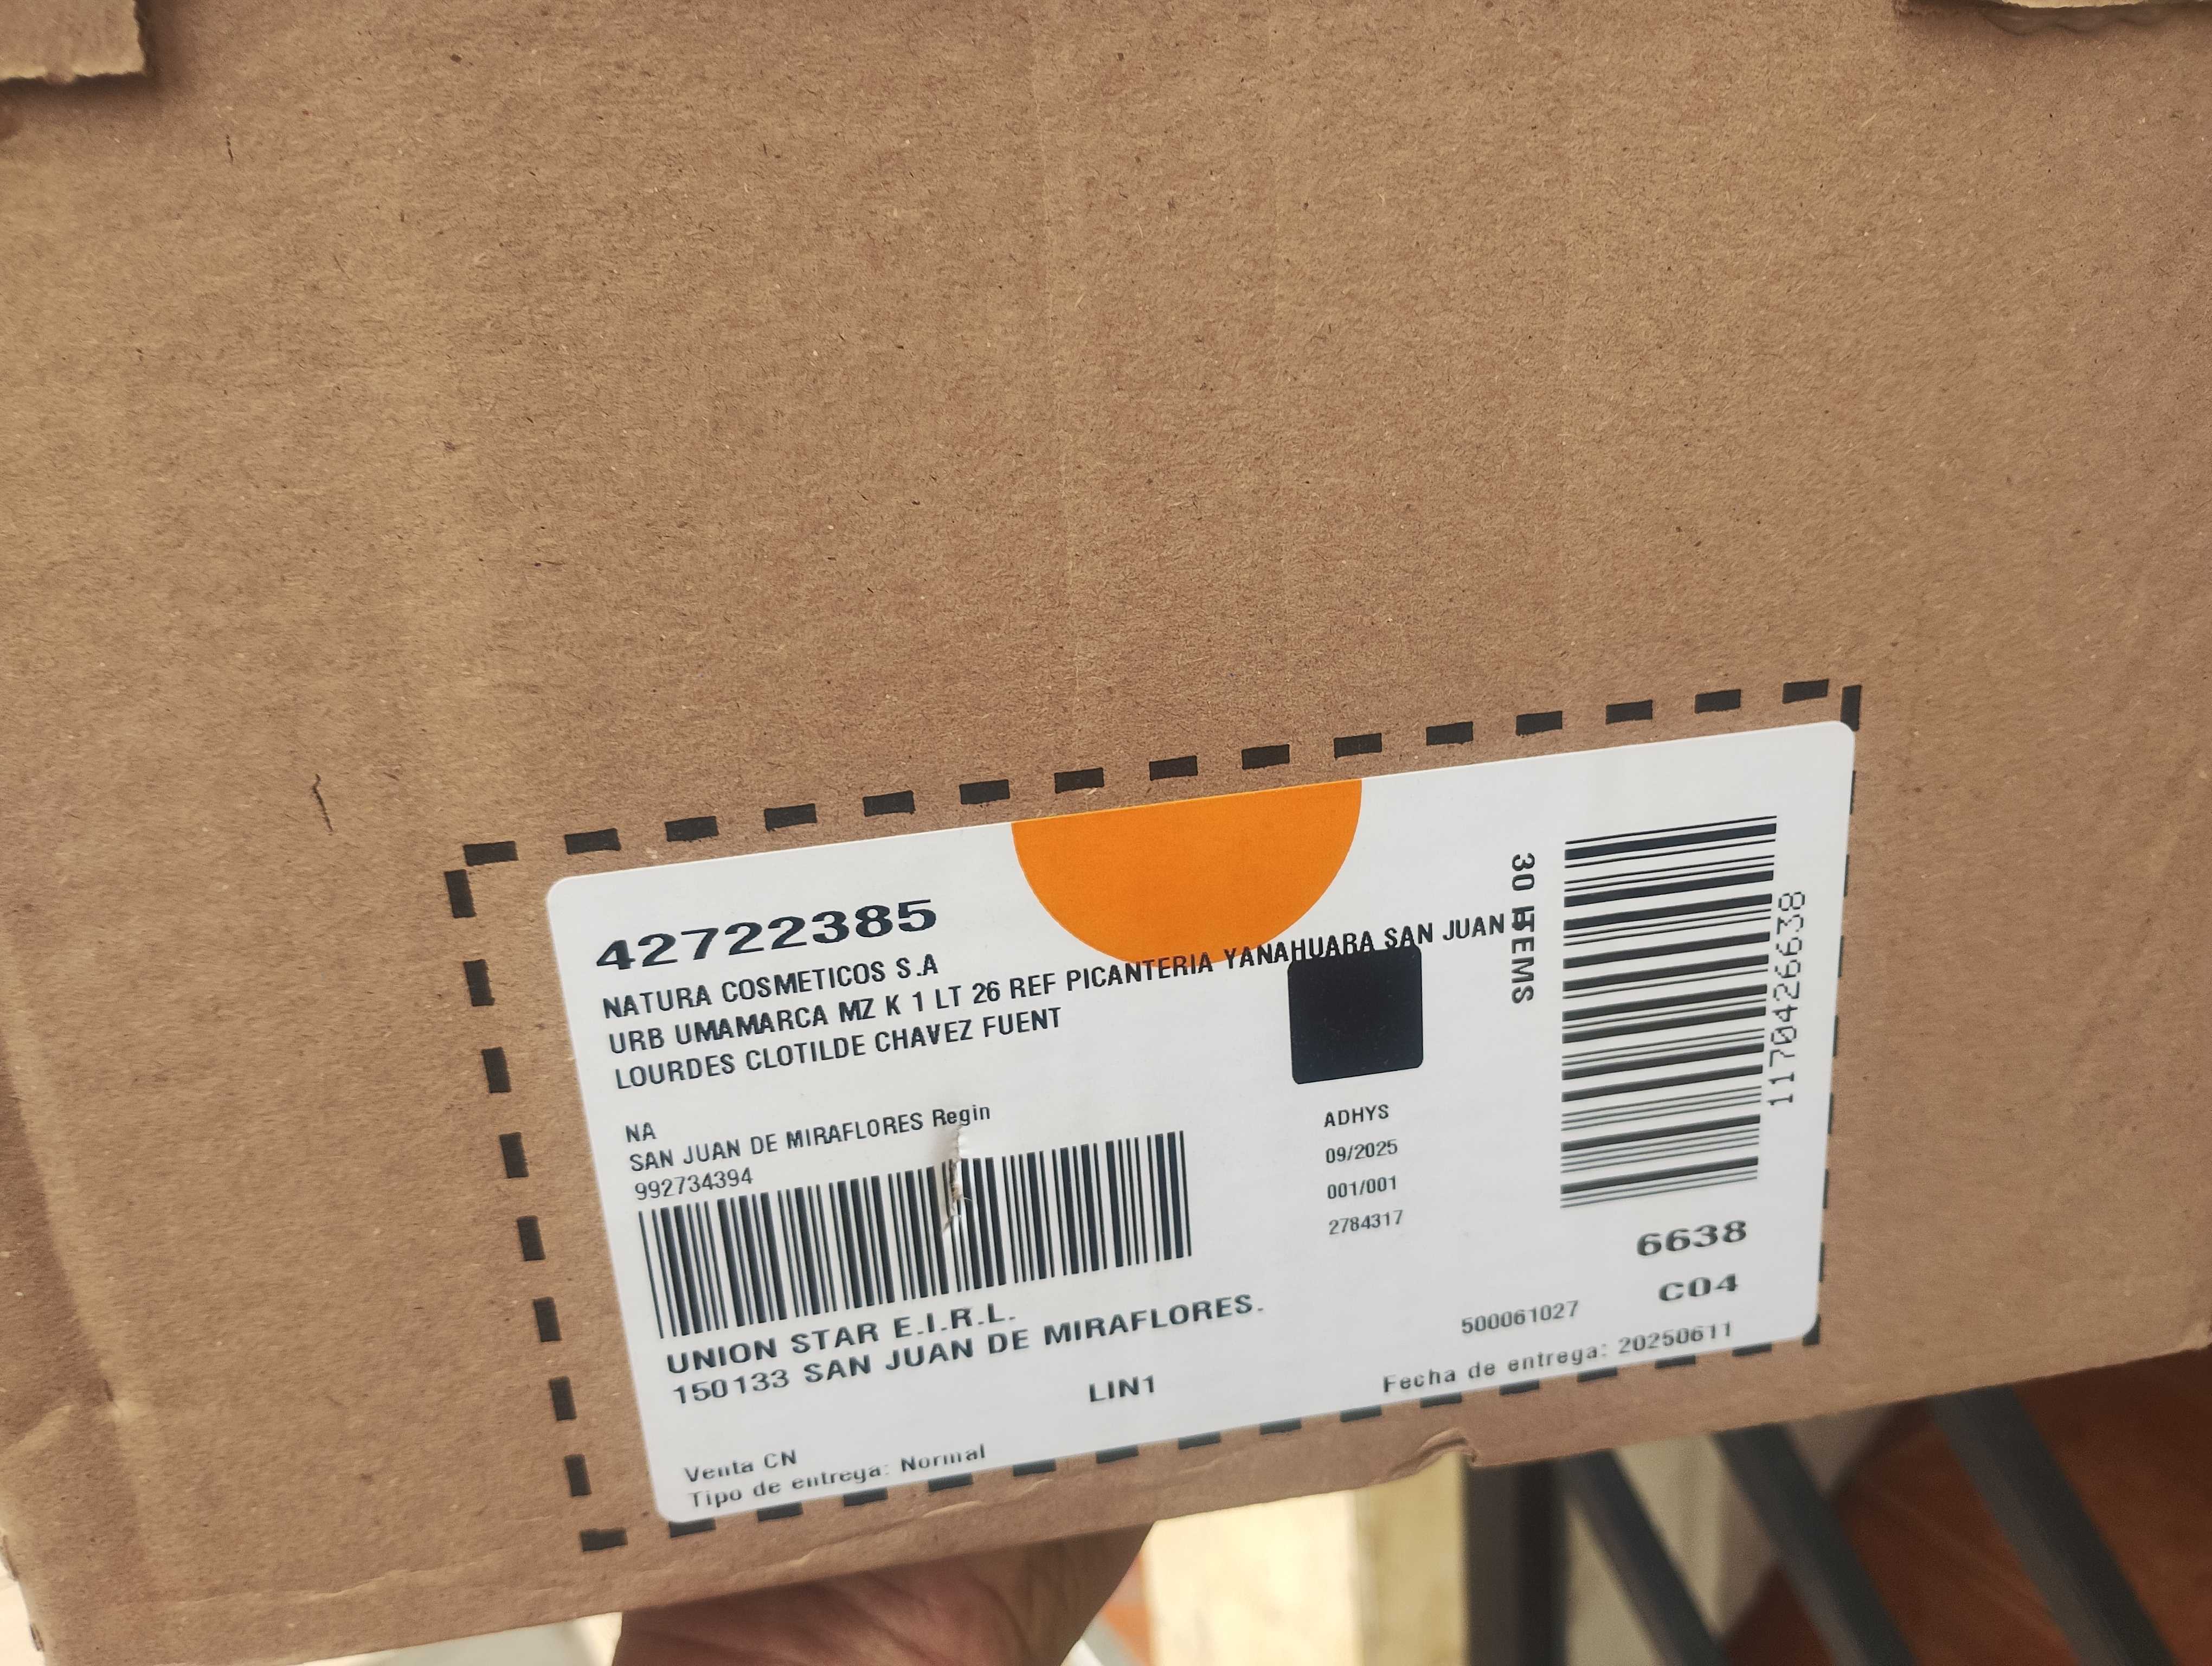 42722385
NATURA COSMETICOS S.A
URB UMAMARCA MZ K 1 LT 26 REF PICANTERIA YANAHUARA SAN JUAN
LOURDES CLOTILDE CHAVEZ FUENT
NA
SAN JUAN DE MIRAFLORES Regin
992734394
UNION STAR E.I.R.L.
150133 SAN JUAN DE MIRAFLORES.
LIN1
Venta CN
Tipo de entrega: Normal
ADHYS
09/2025
001/001
2784317
30 ITEMS
1170426638
6638
C04
500061027
Fecha de entrega: 20250611